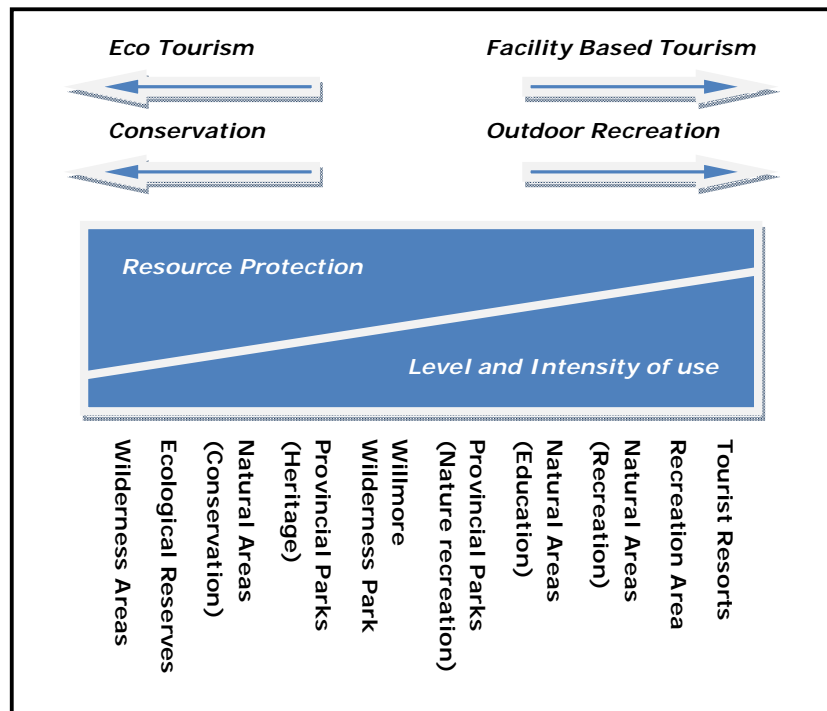 Eco Tourism
Facility Based Tourism
Conservation
Outdoor Recreation
Resource Protection
Level and Intensity of use
Wilderness Areas
Ecological Reserves
Natural Areas
(Conservation)
Provincial Parks
(Heritage)
Willmore
Wilderness Park
Provincial Parks
(Nature recreation)
Natural Areas
(Education)
Natural Areas
(Recreation)
Recreation Area
Tourist Resorts